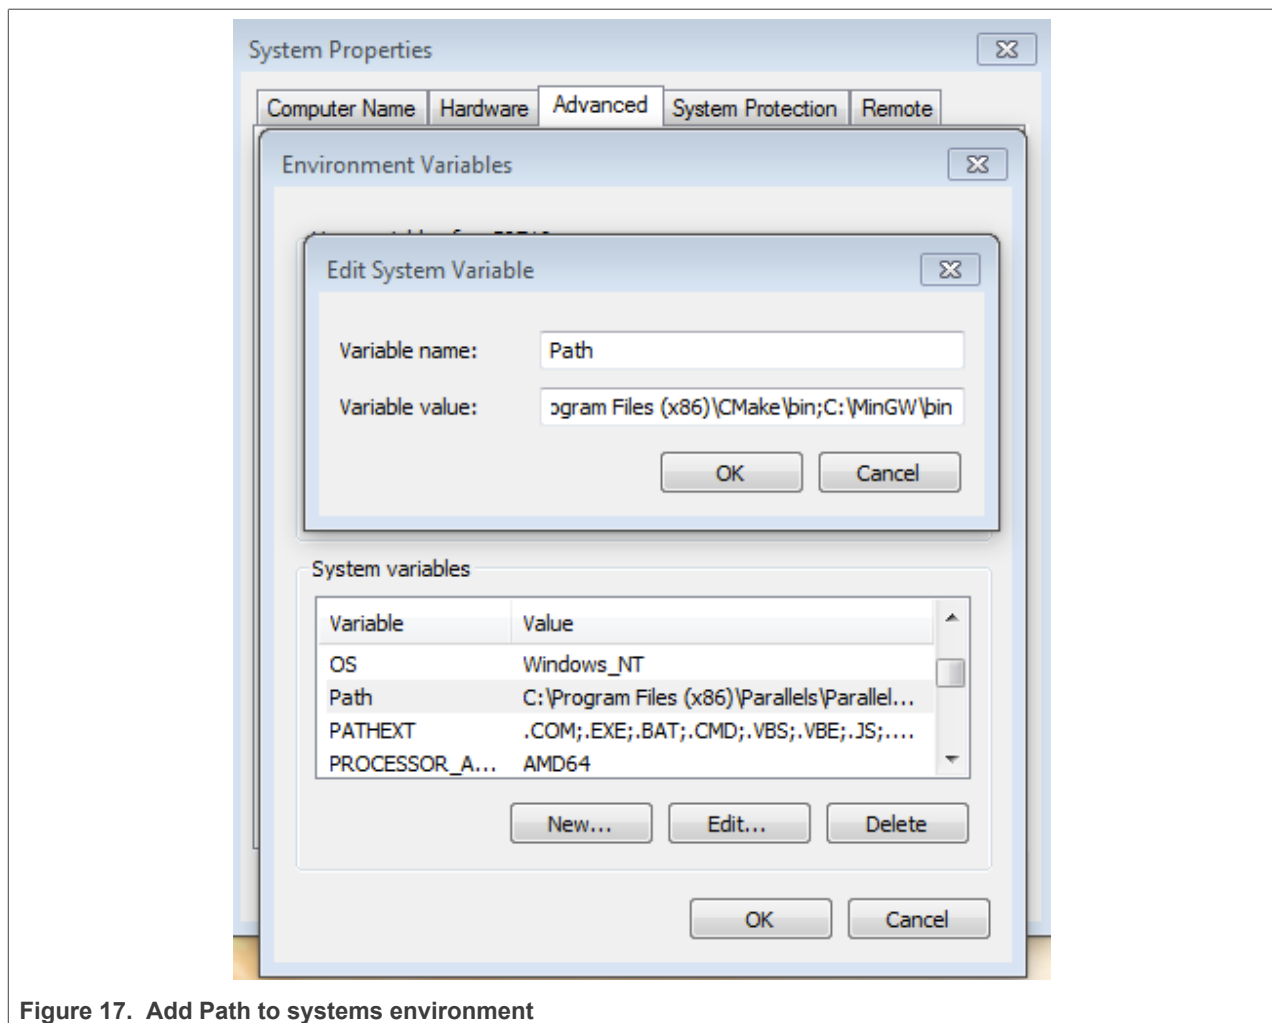 System Properties
Computer Name Hardware Advanced System Protection Remote
Environment Variables
Edit System Variable
Variable name: Path
Variable value: ogram Files (x86)\CMake\bin;C:\MinGW\bin
OK Cancel
System variables
Variable Value
OS Windows_NT
Path C:\Program Files (x86)\Parallels\Parallel...
PATHEXT .COM;.EXE;.BAT;.CMD;.VBS;.VBE;.JS;....
PROCESSOR_A... AMD64
New... Edit... Delete
OK Cancel
Figure 17. Add Path to systems environment